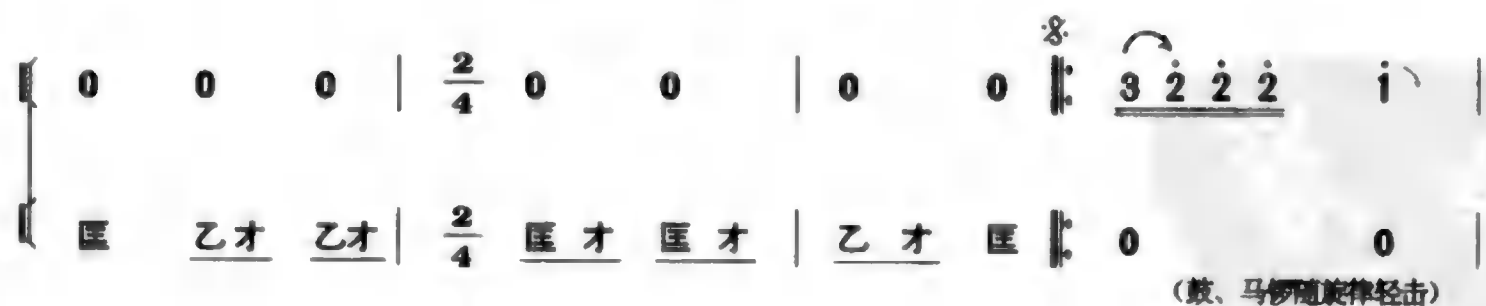 𝄋
0 0 0 | 2/4 0 0 | 0 0 𝄆 3 2̇ 2̇ 2̇ 1̇ |
匡 乙才 乙才 | 2/4 匡才 匡才 | 乙才 匡 𝄆 0 0 |
(鼓、马锣随旋律轻击)